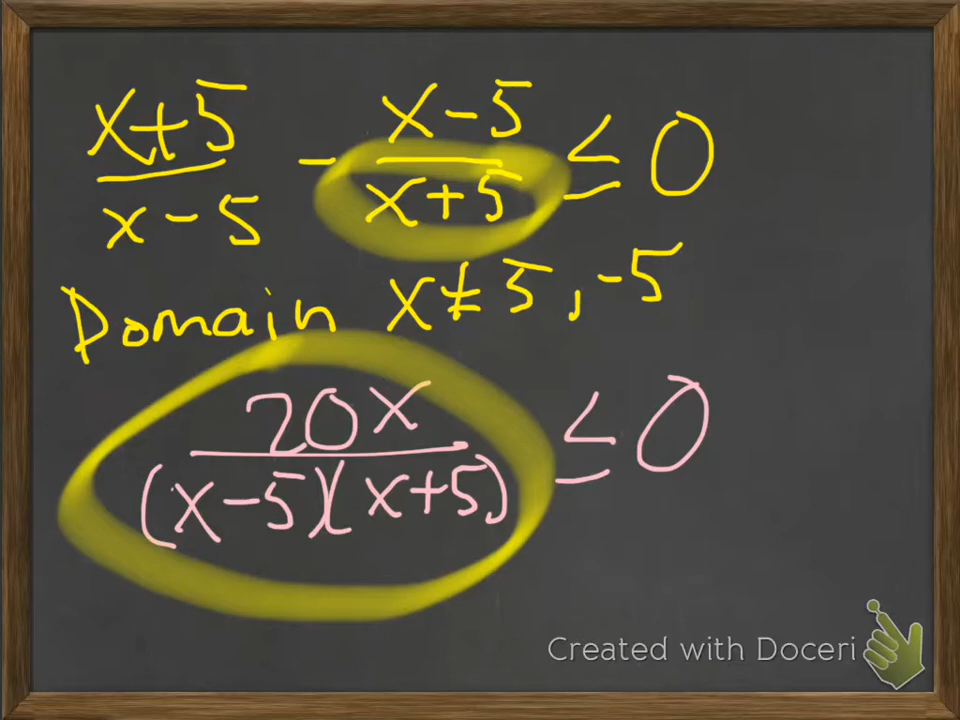 x+5/x-5 - x-5/x+5 ≤ 0
Domain x≠5, -5
20x/(x-5)(x+5) ≤ 0
Created with Doceri